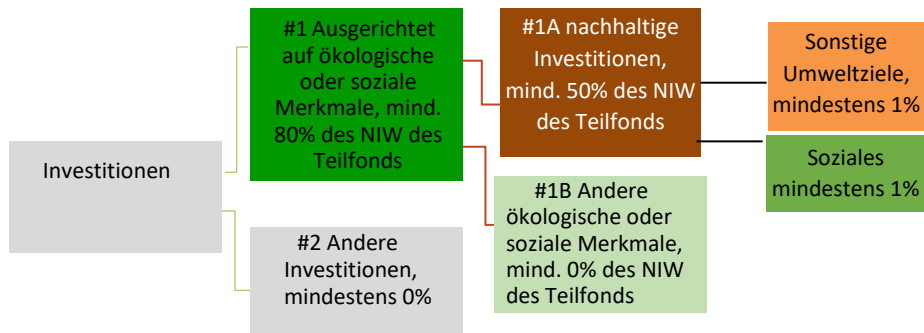 Investitionen
#1 Ausgerichtet
auf ökologische
oder soziale
Merkmale, mind.
80% des NIW des
Teilfonds
#2 Andere
Investitionen,
mindestens 0%
#1A nachhaltige
Investitionen,
mind. 50% des NIW
des Teilfonds
#1B Andere
ökologische oder
soziale Merkmale,
mind. 0% des NIW
des Teilfonds
Sonstige
Umweltziele,
mindestens 1%
Soziales
mindestens 1%